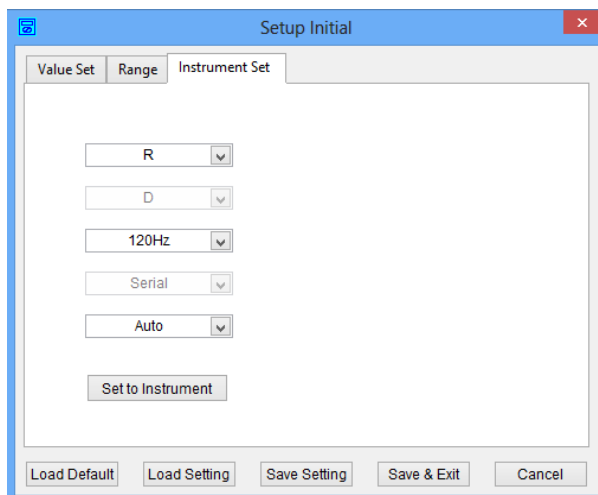 Setup Initial
Value Set Range Instrument Set
R
D
120Hz
Serial
Auto
Set to Instrument
Load Default Load Setting Save Setting Save & Exit Cancel